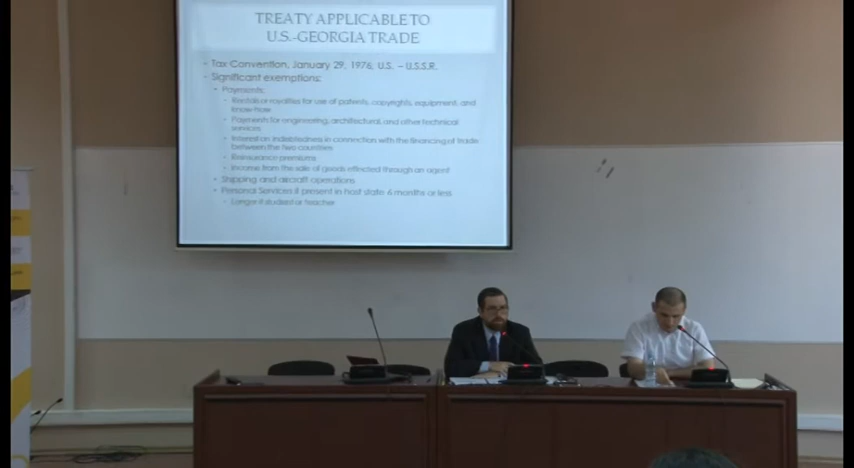 TREATY APPLICABLE TO
U.S.-GEORGIA TRADE
Tax Convention, January 29, 1976; U.S. – U.S.S.R.
Significant exemptions:
Payments:
Rentals or royalties for use of patents, copyrights, equipment, and
know-how
Payments for engineering, architectural, and other technical
services
Interest on indebtedness in connection with the financing of trade
between the two countries
Reinsurance premiums
Income from the sale of goods effected through an agent
Shipping and aircraft operations
Personal Services if present in host state 6 months or less
Longer if student or teacher